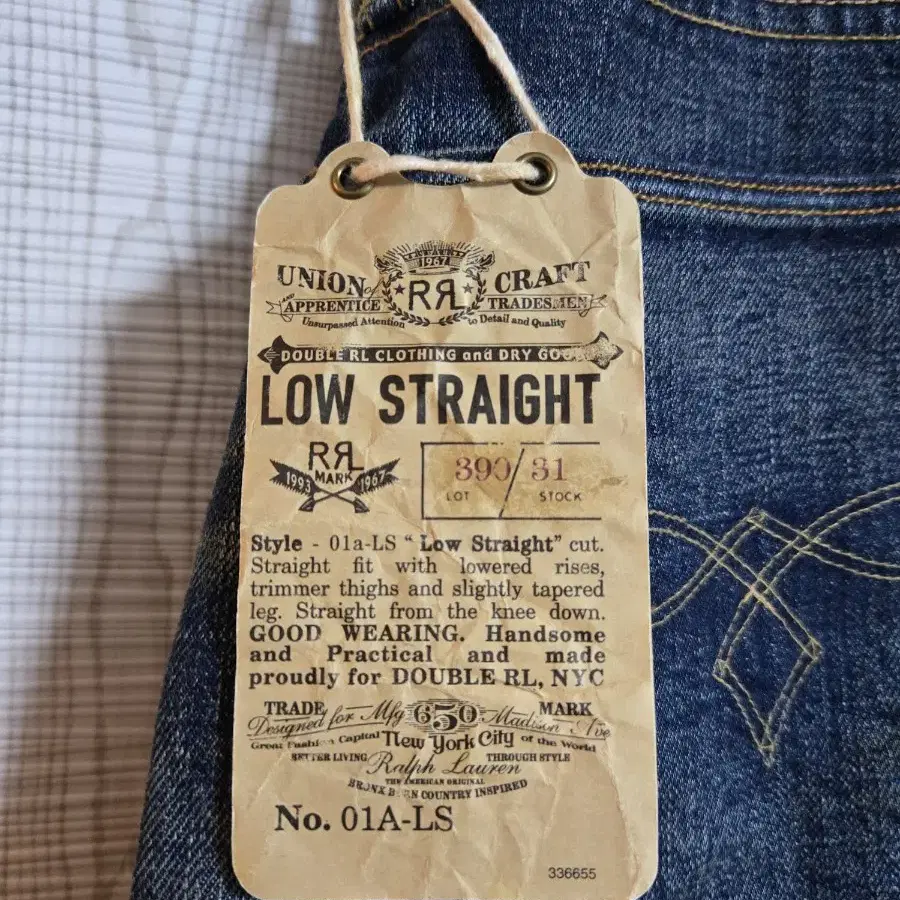 1967
UNION of RRL CRAFT
AND APPRENTICE TRADESMEN
Unsurpassed Attention to Detail and Quality
DOUBLE RL CLOTHING and DRY
LOW STRAIGHT
RRL
1993 MARK 1967
390/31
LOT STOCK
Style - 01a-LS “ Low Straight” cut.
Straight fit with lowered rises,
trimmer thighs and slightly tapered
leg. Straight from the knee down.
GOOD WEARING. Handsome
and Practical and made
proudly for DOUBLE RL, NYC
TRADE MARK
Designed for Mfg 650 Madison Ave
Great Fashion Capital New York City of the World
BETTER LIVING Ralph Lauren THROUGH STYLE
THE AMERICAN ORIGINAL
BRONX BORN COUNTRY INSPIRED
No. 01A-LS
336655